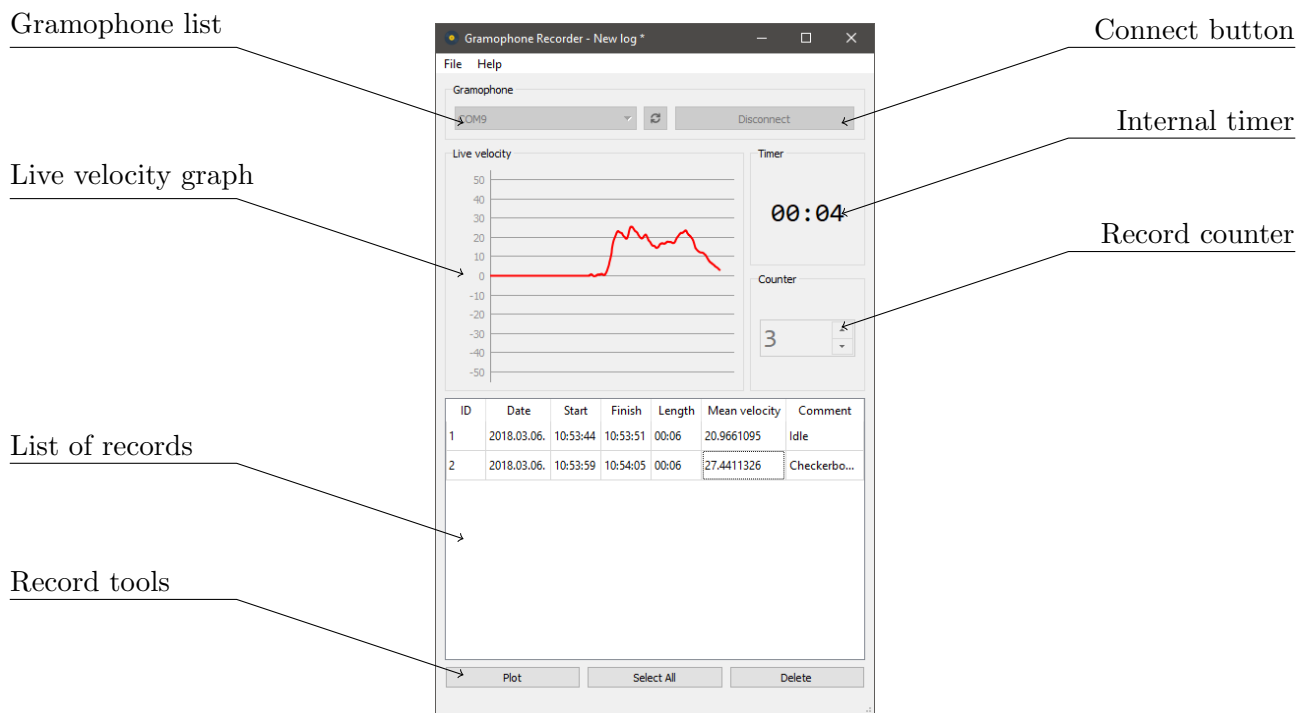 Gramophone list
Live velocity graph
List of records
Record tools
Gramophone Recorder - New log *
File Help
Gramophone
COM9
Disconnect
Live velocity
50
40
30
20
10
0
-10
-20
-30
-40
-50
Timer
00:04
Counter
3
ID Date Start Finish Length Mean velocity Comment
1 2018.03.06. 10:53:44 10:53:51 00:06 20.9661095 Idle
2 2018.03.06. 10:53:59 10:54:05 00:06 27.4411326 Checkerbo...
Plot Select All Delete
Connect button
Internal timer
Record counter